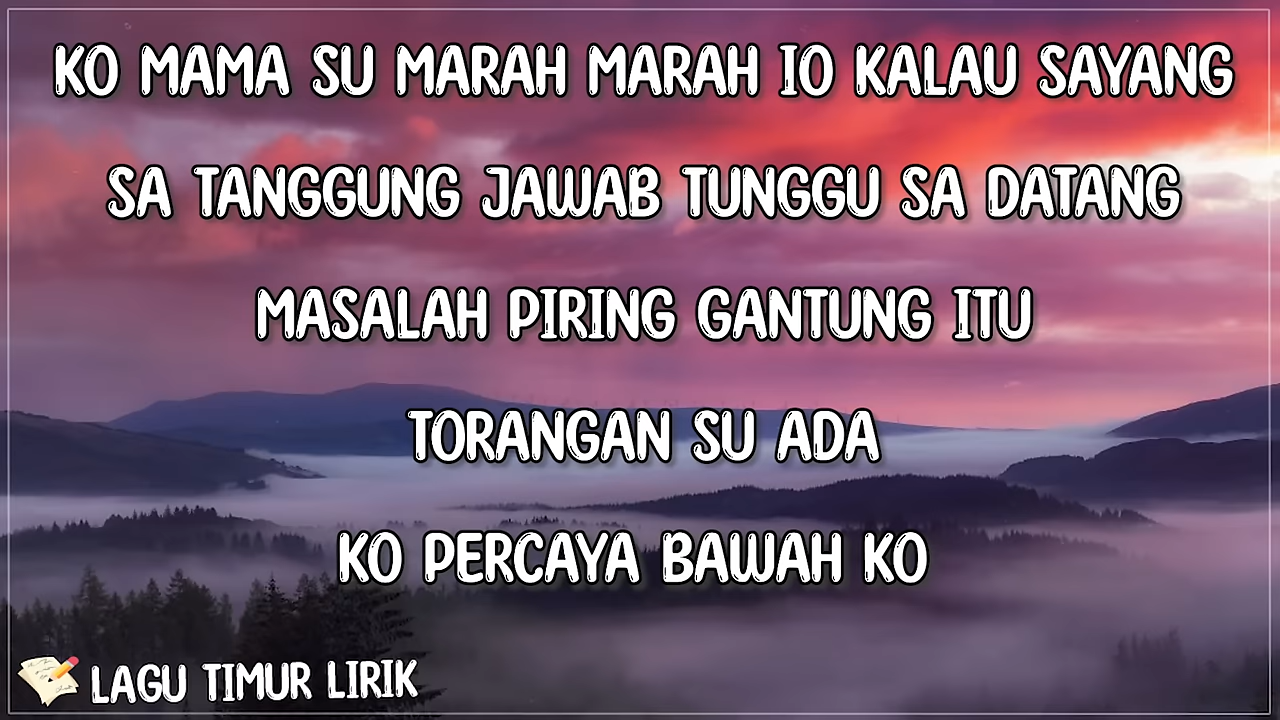 KO MAMA SU MARAH MARAH IO KALAU SAYANG
SA TANGGUNG JAWAB TUNGGU SA DATANG
MASALAH PIRING GANTUNG ITU
TORANGAN SU ADA
KO PERCAYA BAWAH KO
LAGU TIMUR LIRIK